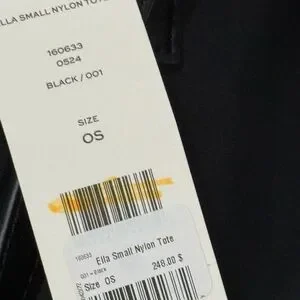 ELLA SMALL NYLON TOTE
160633
0524
BLACK / 001
SIZE
OS
160633
Ella Small Nylon Tote
001 - Black
Size OS
248.00 $